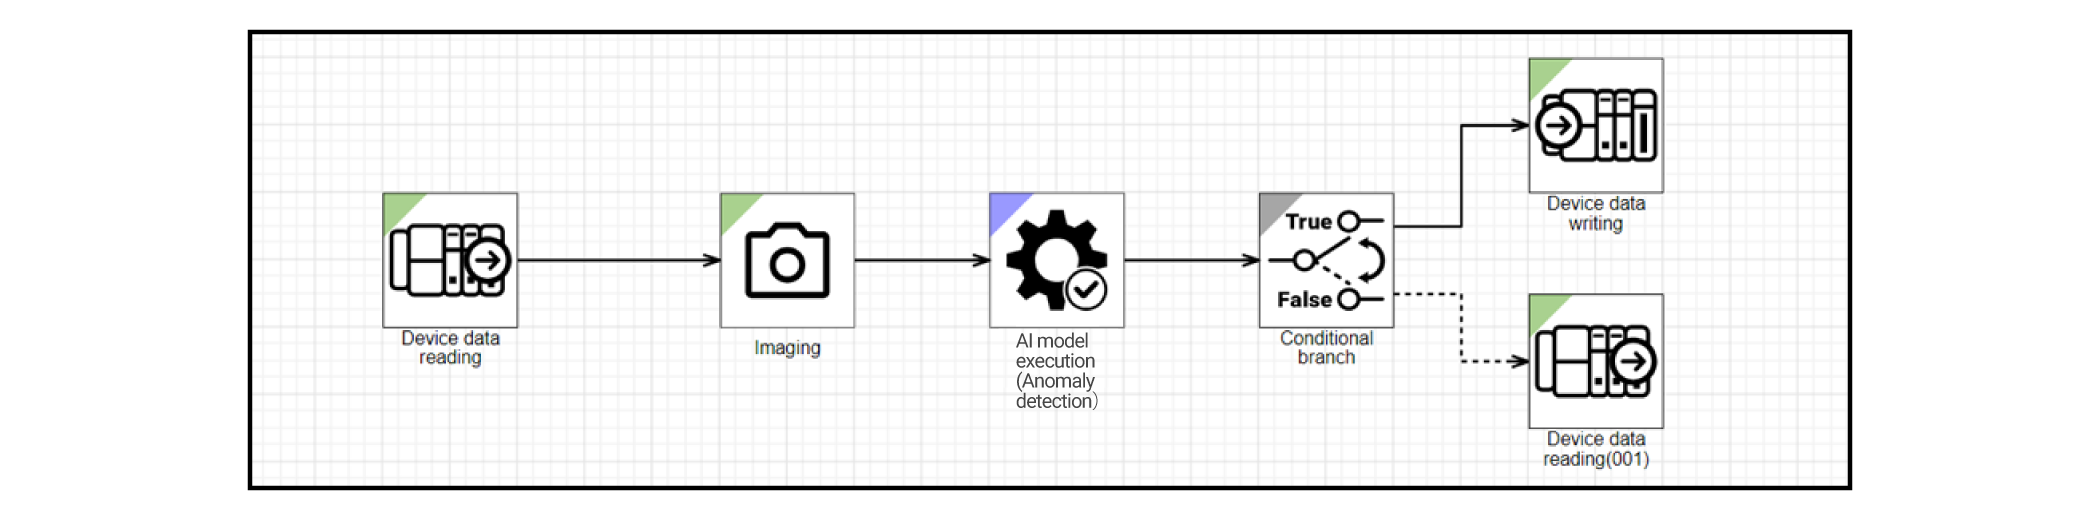 Device data
reading
Imaging
AI model
execution
(Anomaly
detection）
True
False
Conditional
branch
Device data
writing
Device data
reading(001)